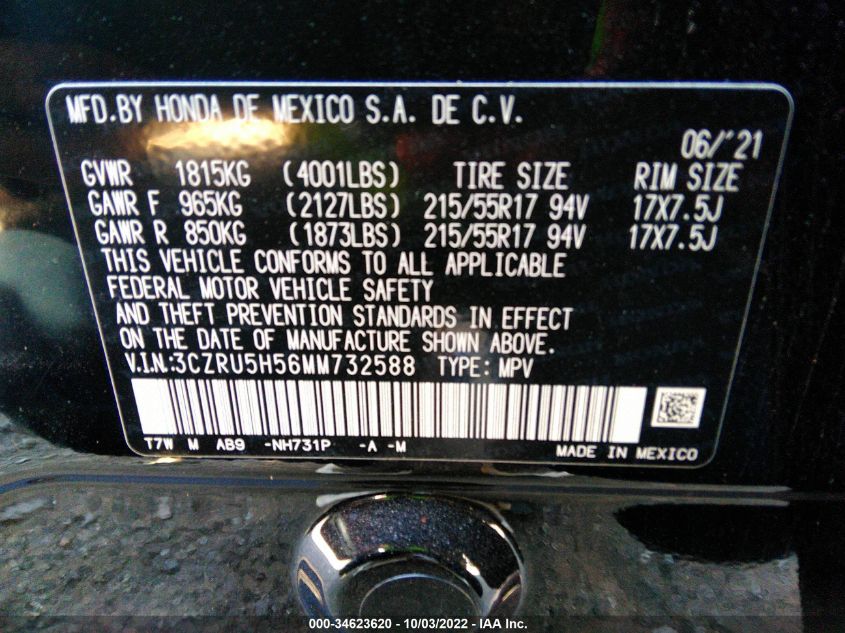 MFD.BY HONDA DE MEXICO S.A. DE C.V.
06/'21
GVWR 1815KG (4001LBS) TIRE SIZE RIM SIZE
GAWR F 965KG (2127LBS) 215/55R17 94V 17X7.5J
GAWR R 850KG (1873LBS) 215/55R17 94V 17X7.5J
THIS VEHICLE CONFORMS TO ALL APPLICABLE
FEDERAL MOTOR VEHICLE SAFETY
AND THEFT PREVENTION STANDARDS IN EFFECT
ON THE DATE OF MANUFACTURE SHOWN ABOVE.
V.I.N:3CZRU5H56MM732588 TYPE: MPV
T7W M AB9 -NH731P -A -M
MADE IN MEXICO
000-34623620 - 10/03/2022 - IAA Inc.